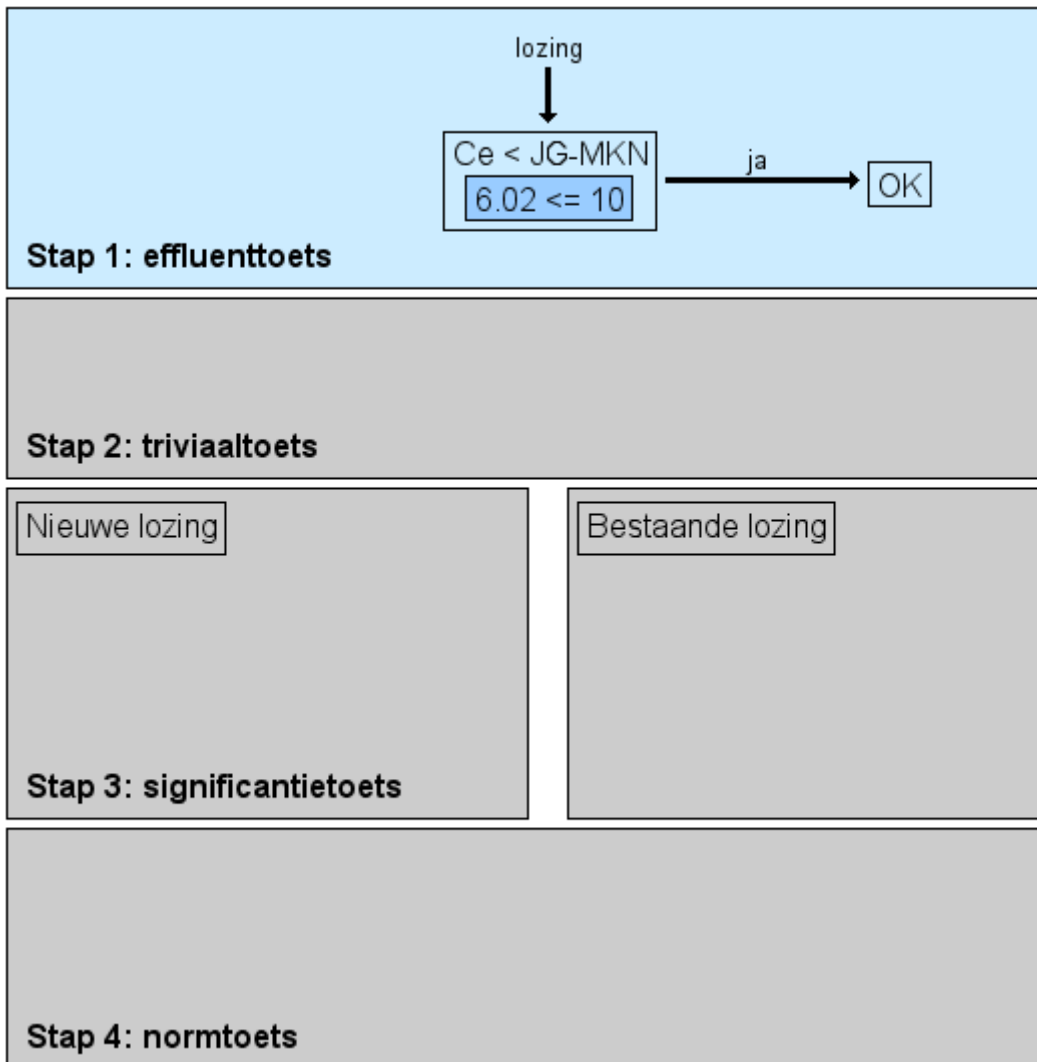 lozing
Ce < JG-MKN
ja
6.02 <= 10
OK
Stap 1: effluenttoets
Stap 2: triviaaltoets
Nieuwe lozing
Bestaande lozing
Stap 3: significantietoets
Stap 4: normtoets